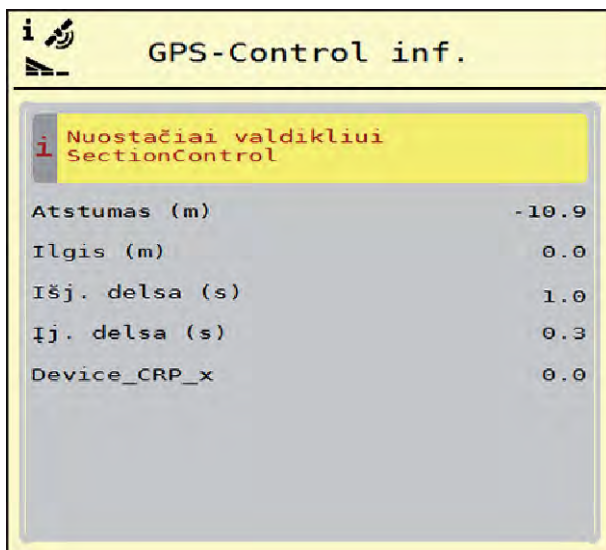 i
GPS-Control inf.
i Nuostačiai valdikliui
SectionControl
Atstumas (m) -10.9
Ilgis (m) 0.0
Išj. delsa (s) 1.0
Įj. delsa (s) 0.3
Device_CRP_x 0.0